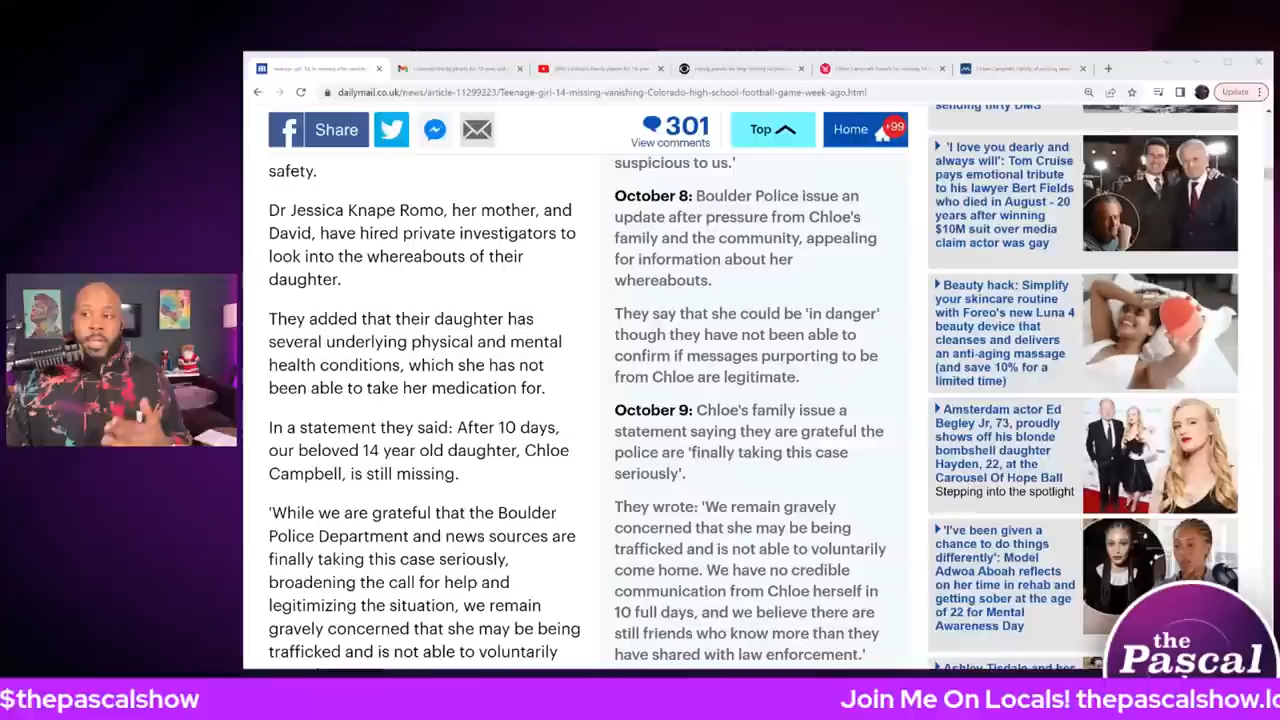 dailymail.co.uk/news/article-11299223/Teenage-girl-14-missing-vanishing-Colorado-high-school-football-game-week-ago.html
Update
Share
301
View comments
Top
Home
+99
safety.
Dr Jessica Knape Romo, her mother, and
David, have hired private investigators to
look into the whereabouts of their
daughter.
They added that their daughter has
several underlying physical and mental
health conditions, which she has not
been able to take her medication for.
In a statement they said: After 10 days,
our beloved 14 year old daughter, Chloe
Campbell, is still missing.
'While we are grateful that the Boulder
Police Department and news sources are
finally taking this case seriously,
broadening the call for help and
legitimizing the situation, we remain
gravely concerned that she may be being
trafficked and is not able to voluntarily
suspicious to us.'
October 8: Boulder Police issue an
update after pressure from Chloe's
family and the community, appealing
for information about her
whereabouts.
They say that she could be 'in danger'
though they have not been able to
confirm if messages purporting to be
from Chloe are legitimate.
October 9: Chloe's family issue a
statement saying they are grateful the
police are 'finally taking this case
seriously'.
They wrote: 'We remain gravely
concerned that she may be being
trafficked and is not able to voluntarily
come home. We have no credible
communication from Chloe herself in
10 full days, and we believe there are
still friends who know more than they
have shared with law enforcement.'
sending flirty DMS
'I love you dearly and
always will': Tom Cruise
pays emotional tribute
to his lawyer Bert Fields
who died in August - 20
years after winning
$10M suit over media
claim actor was gay
Beauty hack: Simplify
your skincare routine
with Foreo's new Luna 4
beauty device that
cleanses and delivers
an anti-aging massage
(and save 10% for a
limited time)
Amsterdam actor Ed
Begley Jr, 73, proudly
shows off his blonde
bombshell daughter
Hayden, 22, at the
Carousel Of Hope Ball
Stepping into the spotlight
'I've been given a
chance to do things
differently': Model
Adwoa Aboah reflects
on her time in rehab and
getting sober at the age
of 22 for Mental
Awareness Day
Ashley Tisdale and her
the
Pascal
$thepascalshow
Join Me On Locals! thepascalshow.lo